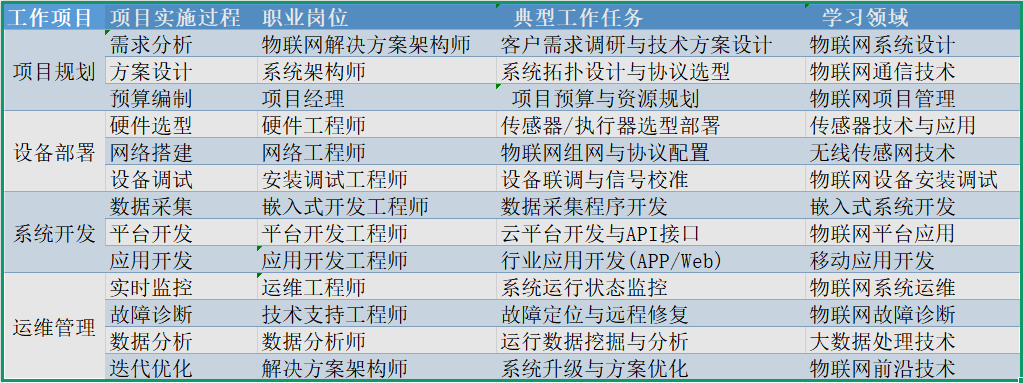 工作项目 项目实施过程 职业岗位 典型工作任务 学习领域
项目规划 需求分析 物联网解决方案架构师 客户需求调研与技术方案设计 物联网系统设计
方案设计 系统架构师 系统拓扑设计与协议选型 物联网通信技术
预算编制 项目经理 项目预算与资源规划 物联网项目管理
设备部署 硬件选型 硬件工程师 传感器/执行器选型部署 传感器技术与应用
网络搭建 网络工程师 物联网组网与协议配置 无线传感网技术
设备调试 安装调试工程师 设备联调与信号校准 物联网设备安装调试
系统开发 数据采集 嵌入式开发工程师 数据采集程序开发 嵌入式系统开发
平台开发 平台开发工程师 云平台开发与API接口 物联网平台应用
应用开发 应用开发工程师 行业应用开发(APP/Web) 移动应用开发
运维管理 实时监控 运维工程师 系统运行状态监控 物联网系统运维
故障诊断 技术支持工程师 故障定位与远程修复 物联网故障诊断
数据分析 数据分析师 运行数据挖掘与分析 大数据处理技术
迭代优化 解决方案架构师 系统升级与方案优化 物联网前沿技术